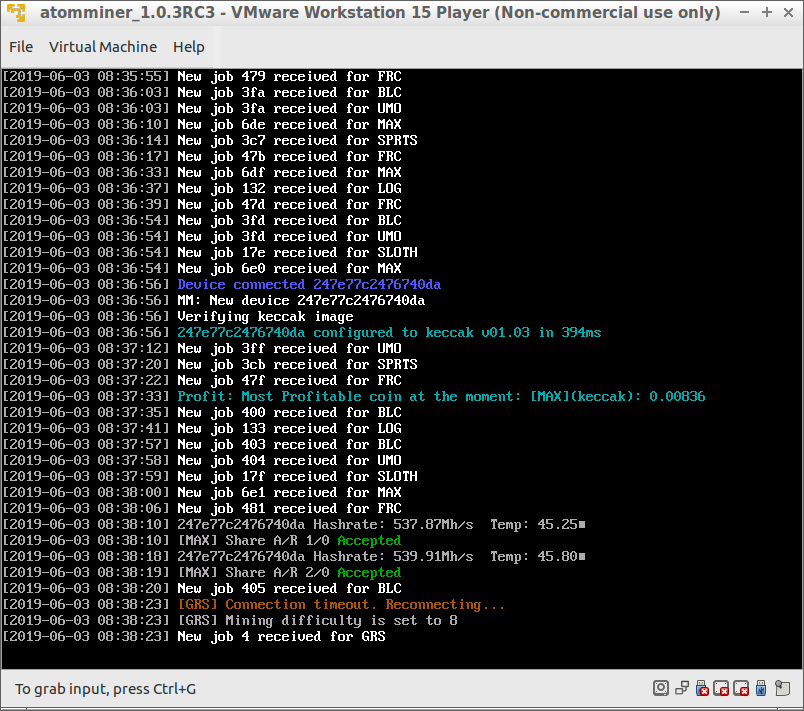 atomminer_1.0.3RC3 - VMware Workstation 15 Player (Non-commercial use only)
File Virtual Machine Help
[2019-06-03 08:35:55] New job 479 received for FRC
[2019-06-03 08:36:03] New job 3fa received for BLC
[2019-06-03 08:36:03] New job 3fa received for UMO
[2019-06-03 08:36:10] New job 6de received for MAX
[2019-06-03 08:36:14] New job 3c7 received for SPRTS
[2019-06-03 08:36:17] New job 47b received for FRC
[2019-06-03 08:36:33] New job 6df received for MAX
[2019-06-03 08:36:37] New job 132 received for LOG
[2019-06-03 08:36:39] New job 47d received for FRC
[2019-06-03 08:36:54] New job 3fd received for BLC
[2019-06-03 08:36:54] New job 3fd received for UMO
[2019-06-03 08:36:54] New job 17e received for SLOTH
[2019-06-03 08:36:54] New job 6e0 received for MAX
[2019-06-03 08:36:56] Device connected 247e77c2476740da
[2019-06-03 08:36:56] MM: New device 247e77c2476740da
[2019-06-03 08:36:56] Verifying keccak image
[2019-06-03 08:36:56] 247e77c2476740da configured to keccak v01.03 in 394ms
[2019-06-03 08:37:12] New job 3ff received for UMO
[2019-06-03 08:37:20] New job 3cb received for SPRTS
[2019-06-03 08:37:22] New job 47f received for FRC
[2019-06-03 08:37:33] Profit: Most Profitable coin at the moment: [MAX](keccak): 0.00836
[2019-06-03 08:37:35] New job 400 received for BLC
[2019-06-03 08:37:41] New job 133 received for LOG
[2019-06-03 08:37:57] New job 403 received for BLC
[2019-06-03 08:37:58] New job 404 received for UMO
[2019-06-03 08:37:59] New job 17f received for SLOTH
[2019-06-03 08:38:00] New job 6e1 received for MAX
[2019-06-03 08:38:06] New job 481 received for FRC
[2019-06-03 08:38:10] 247e77c2476740da Hashrate: 537.87Mh/s  Temp: 45.25■
[2019-06-03 08:38:10] [MAX] Share A/R 1/0 Accepted
[2019-06-03 08:38:18] 247e77c2476740da Hashrate: 539.91Mh/s  Temp: 45.80■
[2019-06-03 08:38:19] [MAX] Share A/R 2/0 Accepted
[2019-06-03 08:38:20] New job 405 received for BLC
[2019-06-03 08:38:23] [GRS] Connection timeout. Reconnecting...
[2019-06-03 08:38:23] [GRS] Mining difficulty is set to 8
[2019-06-03 08:38:23] New job 4 received for GRS
To grab input, press Ctrl+G